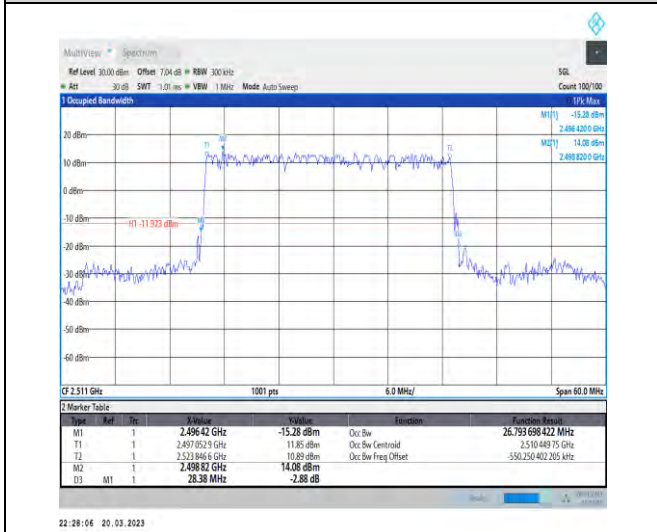 MultiView Spectrum
Ref Level 30.00 dBm Offset 7.04 dB RBW 300 kHz SGL
Att 30 dB SWT 1.01 ms VBW 1 MHz Mode Auto Sweep Count 100/100
1 Occupied Bandwidth 1Pk Max
M1[1] -15.28 dBm
2.496 420 0 GHz
M2[1] 14.08 dBm
2.498 820 0 GHz
20 dBm
T1 M2 T2
10 dBm
0 dBm
-10 dBm
H1 -11.923 dBm
-20 dBm
-30 dBm
-40 dBm
-50 dBm
-60 dBm
CF 2.511 GHz 1001 pts 6.0 MHz/ Span 60.0 MHz
2 Marker Table
Type Ref Trc X-Value Y-Value Function Function Result
M1 1 2.496 42 GHz -15.28 dBm Occ Bw 26.793 698 422 MHz
T1 1 2.497 052 9 GHz 11.85 dBm Occ Bw Centroid 2.510 449 75 GHz
T2 1 2.523 846 6 GHz 10.89 dBm Occ Bw Freq Offset -550.250 402 205 kHz
M2 1 2.498 82 GHz 14.08 dBm
D3 M1 1 28.38 MHz -2.88 dB
22:28:06 20.03.2023